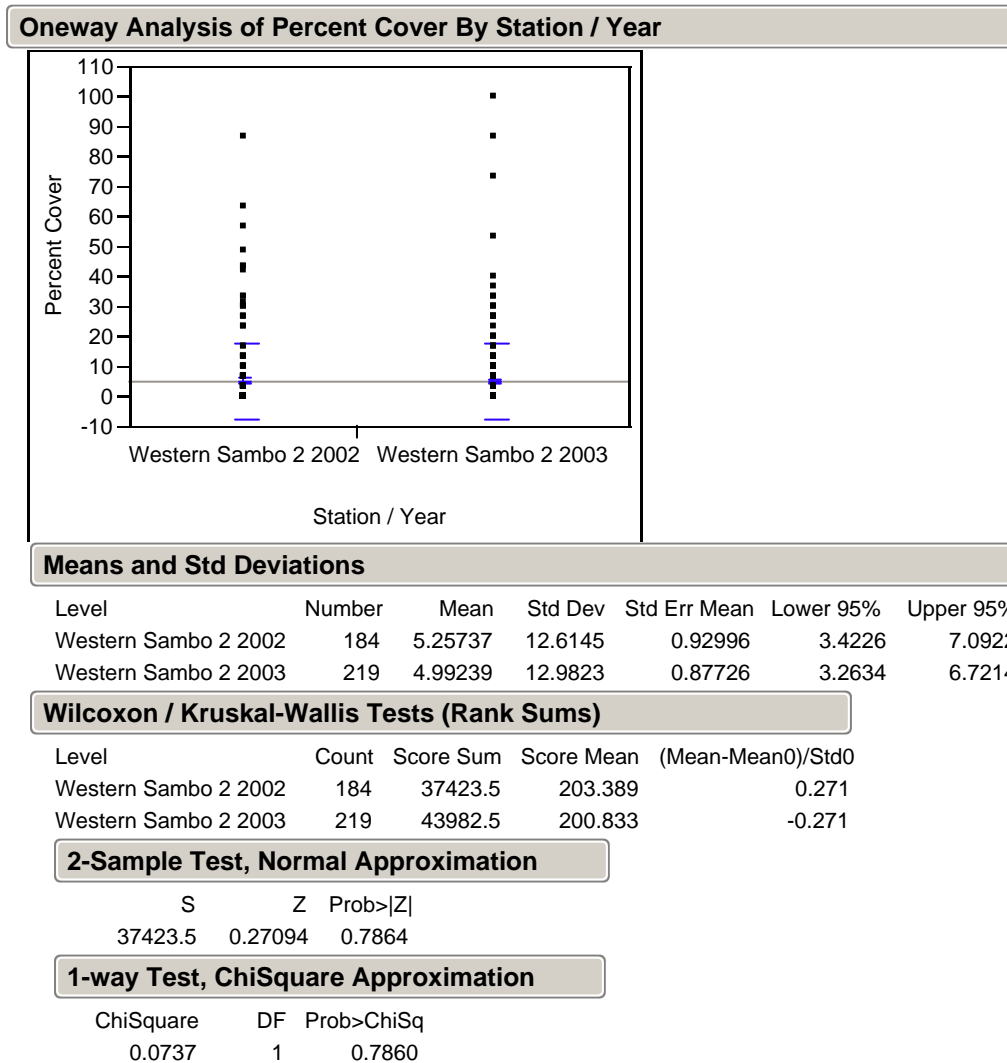 Oneway Analysis of Percent Cover By Station / Year
110
100
90
80
70
60
50
40
30
20
10
0
-10
Percent Cover
Western Sambo 2 2002 Western Sambo 2 2003
Station / Year
Means and Std Deviations
Level Number Mean Std Dev Std Err Mean Lower 95% Upper 95%
Western Sambo 2 2002 184 5.25737 12.6145 0.92996 3.4226 7.0922
Western Sambo 2 2003 219 4.99239 12.9823 0.87726 3.2634 6.7214
Wilcoxon / Kruskal-Wallis Tests (Rank Sums)
Level Count Score Sum Score Mean (Mean-Mean0)/Std0
Western Sambo 2 2002 184 37423.5 203.389 0.271
Western Sambo 2 2003 219 43982.5 200.833 -0.271
2-Sample Test, Normal Approximation
S Z Prob>|Z|
37423.5 0.27094 0.7864
1-way Test, ChiSquare Approximation
ChiSquare DF Prob>ChiSq
0.0737 1 0.7860